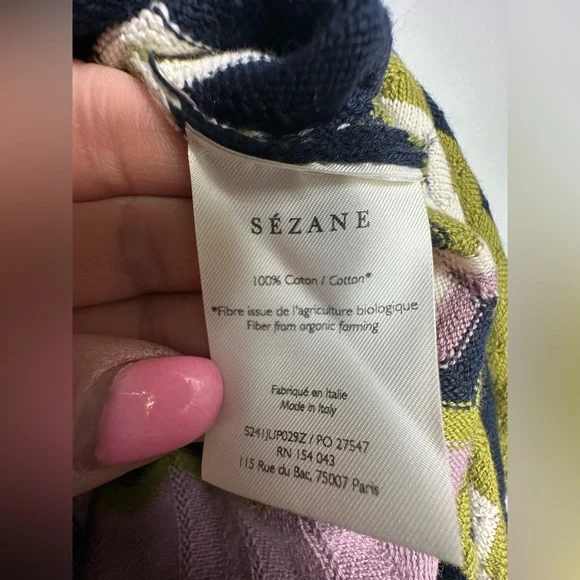 SÉZANE
100% Coton / Cotton*
*Fibre issue de l'agriculture biologique
Fiber from organic farming
Fabriqué en Italie
Made in Italy
S241JUP029Z / PO 27547
RN 154 043
115 Rue du Bac, 75007 Paris